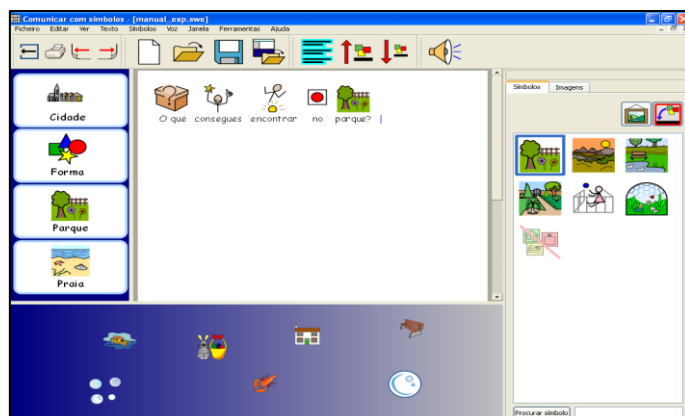 Comunicar com símbolos - [manual_exp.swe]
Ficheiro Editar Ver Texto Símbolos Voz Janela Ferramentas Ajuda
Cidade
Forma
Parque
Praia
O que consegues encontrar no parque?
Símbolos Imagens
Procurar símbolo